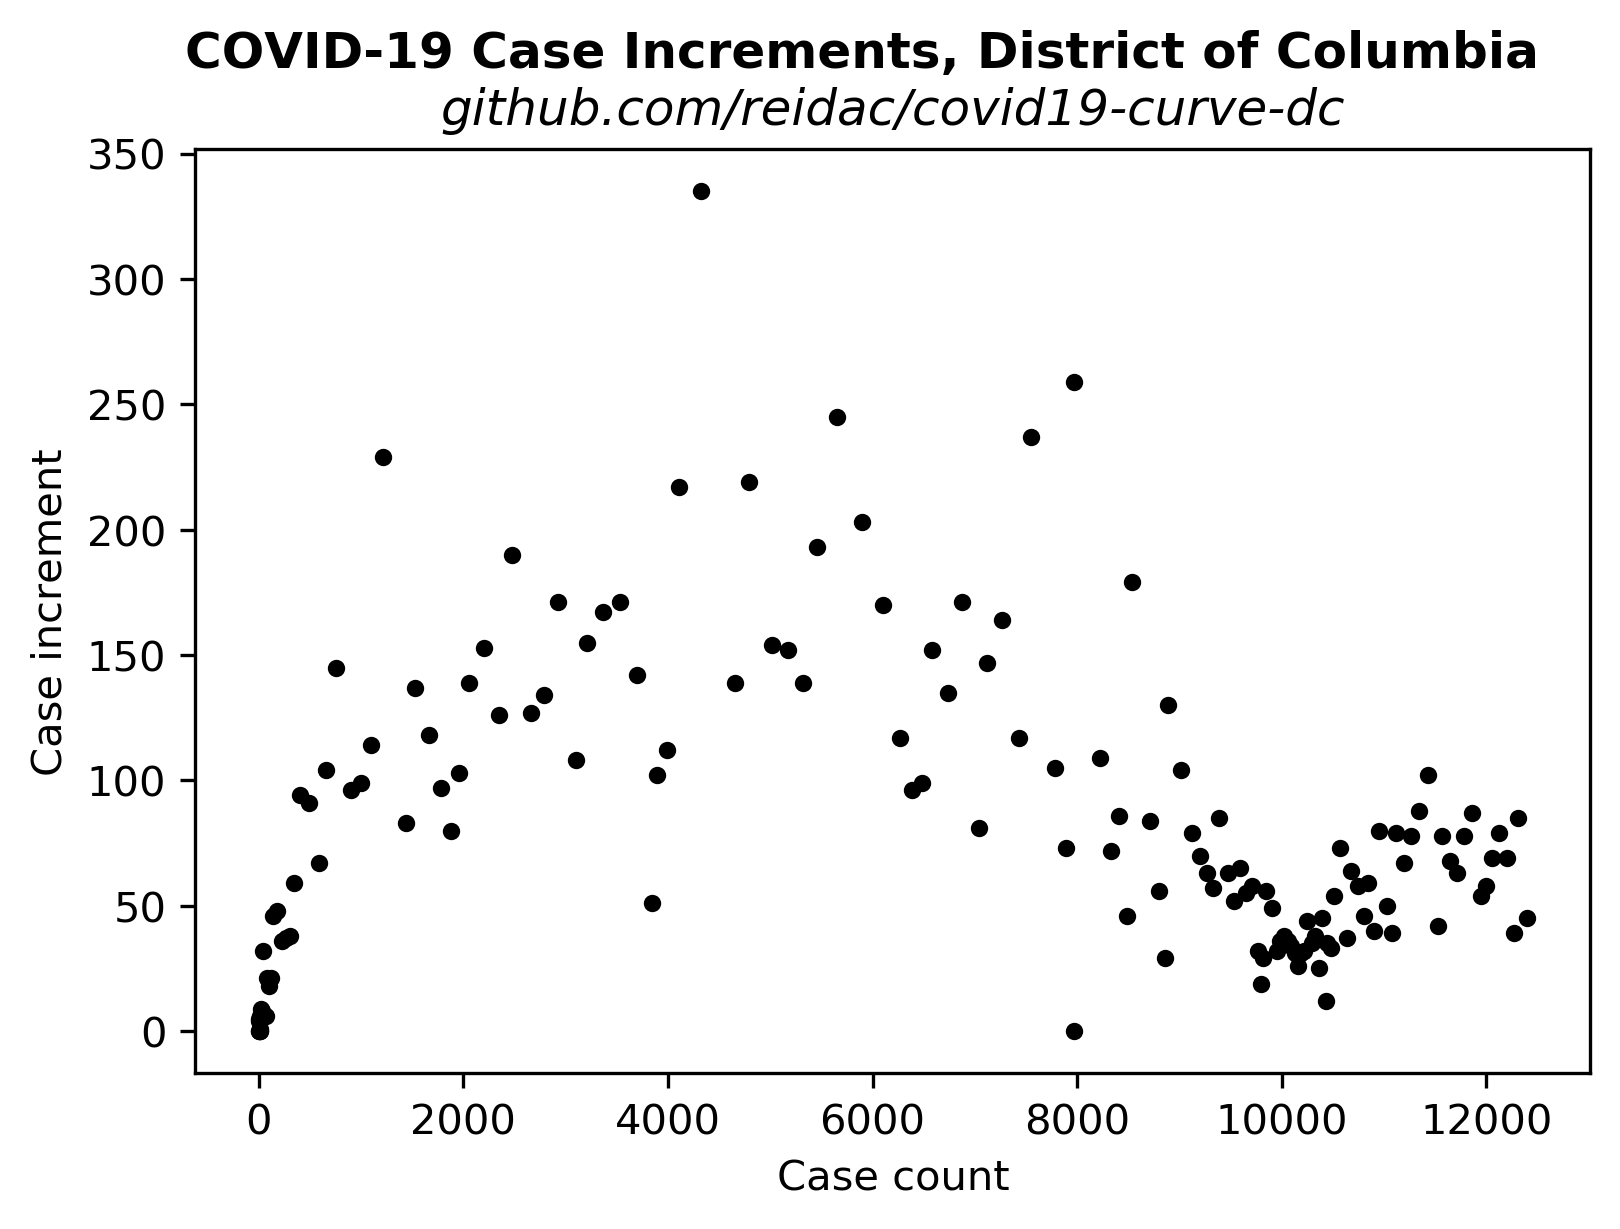 COVID-19 Case Increments, District of Columbia
github.com/reidac/covid19-curve-dc
350
300
250
200
150
100
50
0
Case increment
0 2000 4000 6000 8000 10000 12000
Case count